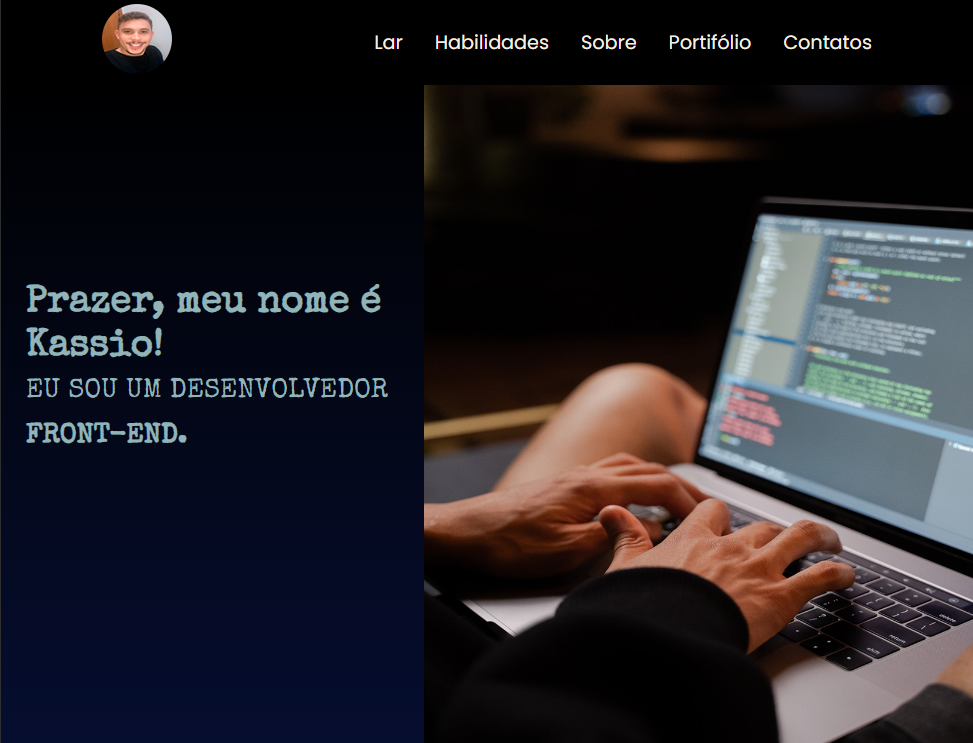 Lar Habilidades Sobre Portifólio Contatos
Prazer, meu nome é
Kassio!
EU SOU UM DESENVOLVEDOR
FRONT-END.